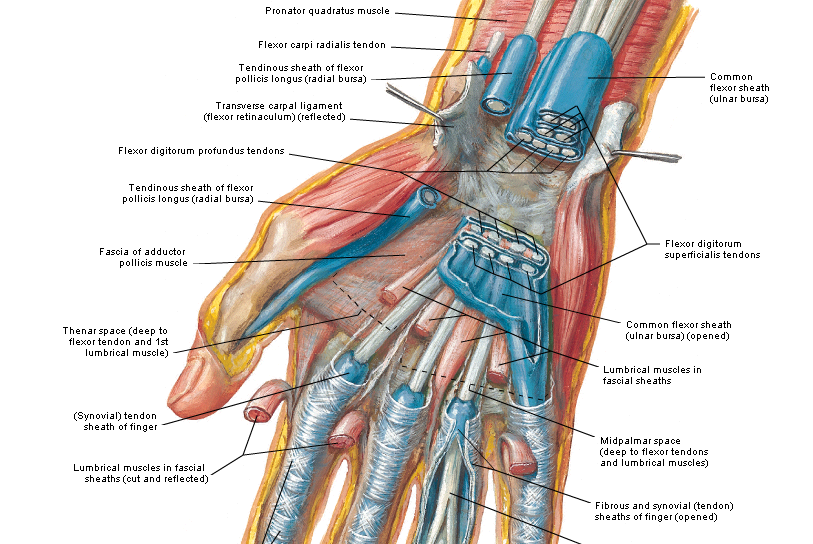 Pronator quadratus muscle
Flexor carpi radialis tendon
Tendinous sheath of flexor
pollicis longus (radial bursa)
Transverse carpal ligament
(flexor retinaculum) (reflected)
Flexor digitorum profundus tendons
Tendinous sheath of flexor
pollicis longus (radial bursa)
Fascia of adductor
pollicis muscle
Thenar space (deep to
flexor tendon and 1st
lumbrical muscle)
(Synovial) tendon
sheath of finger
Lumbrical muscles in fascial
sheaths (cut and reflected)
Common
flexor sheath
(ulnar bursa)
Flexor digitorum
superficialis tendons
Common flexor sheath
(ulnar bursa) (opened)
Lumbrical muscles in
fascial sheaths
Midpalmar space
(deep to flexor tendons
and lumbrical muscles)
Fibrous and synovial (tendon)
sheaths of finger (opened)